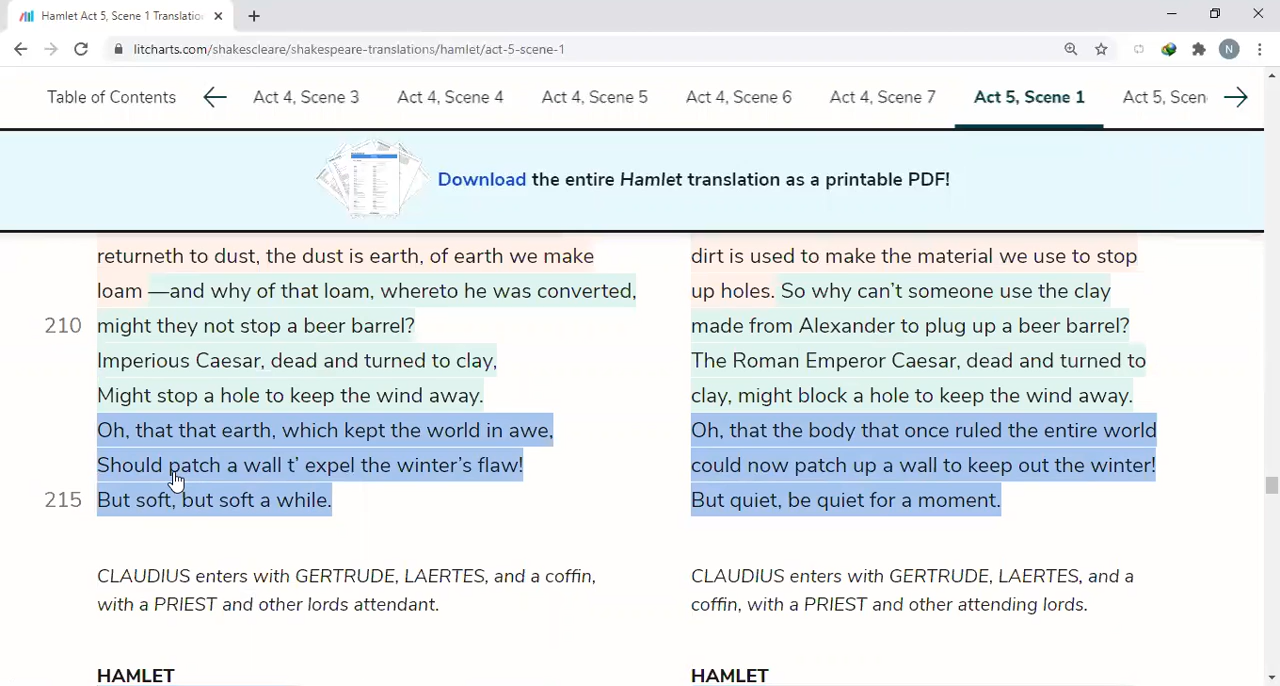 Hamlet Act 5, Scene 1 Translatio
litcharts.com/shakescleare/shakespeare-translations/hamlet/act-5-scene-1
N
Table of Contents
Act 4, Scene 3
Act 4, Scene 4
Act 4, Scene 5
Act 4, Scene 6
Act 4, Scene 7
Act 5, Scene 1
Act 5, Scen
Download the entire Hamlet translation as a printable PDF!
returneth to dust, the dust is earth, of earth we make
loam —and why of that loam, whereto he was converted,
210 might they not stop a beer barrel?
Imperious Caesar, dead and turned to clay,
Might stop a hole to keep the wind away.
Oh, that that earth, which kept the world in awe,
Should patch a wall t’ expel the winter’s flaw!
215 But soft, but soft a while.
CLAUDIUS enters with GERTRUDE, LAERTES, and a coffin,
with a PRIEST and other lords attendant.
HAMLET
dirt is used to make the material we use to stop
up holes. So why can’t someone use the clay
made from Alexander to plug up a beer barrel?
The Roman Emperor Caesar, dead and turned to
clay, might block a hole to keep the wind away.
Oh, that the body that once ruled the entire world
could now patch up a wall to keep out the winter!
But quiet, be quiet for a moment.
CLAUDIUS enters with GERTRUDE, LAERTES, and a
coffin, with a PRIEST and other attending lords.
HAMLET